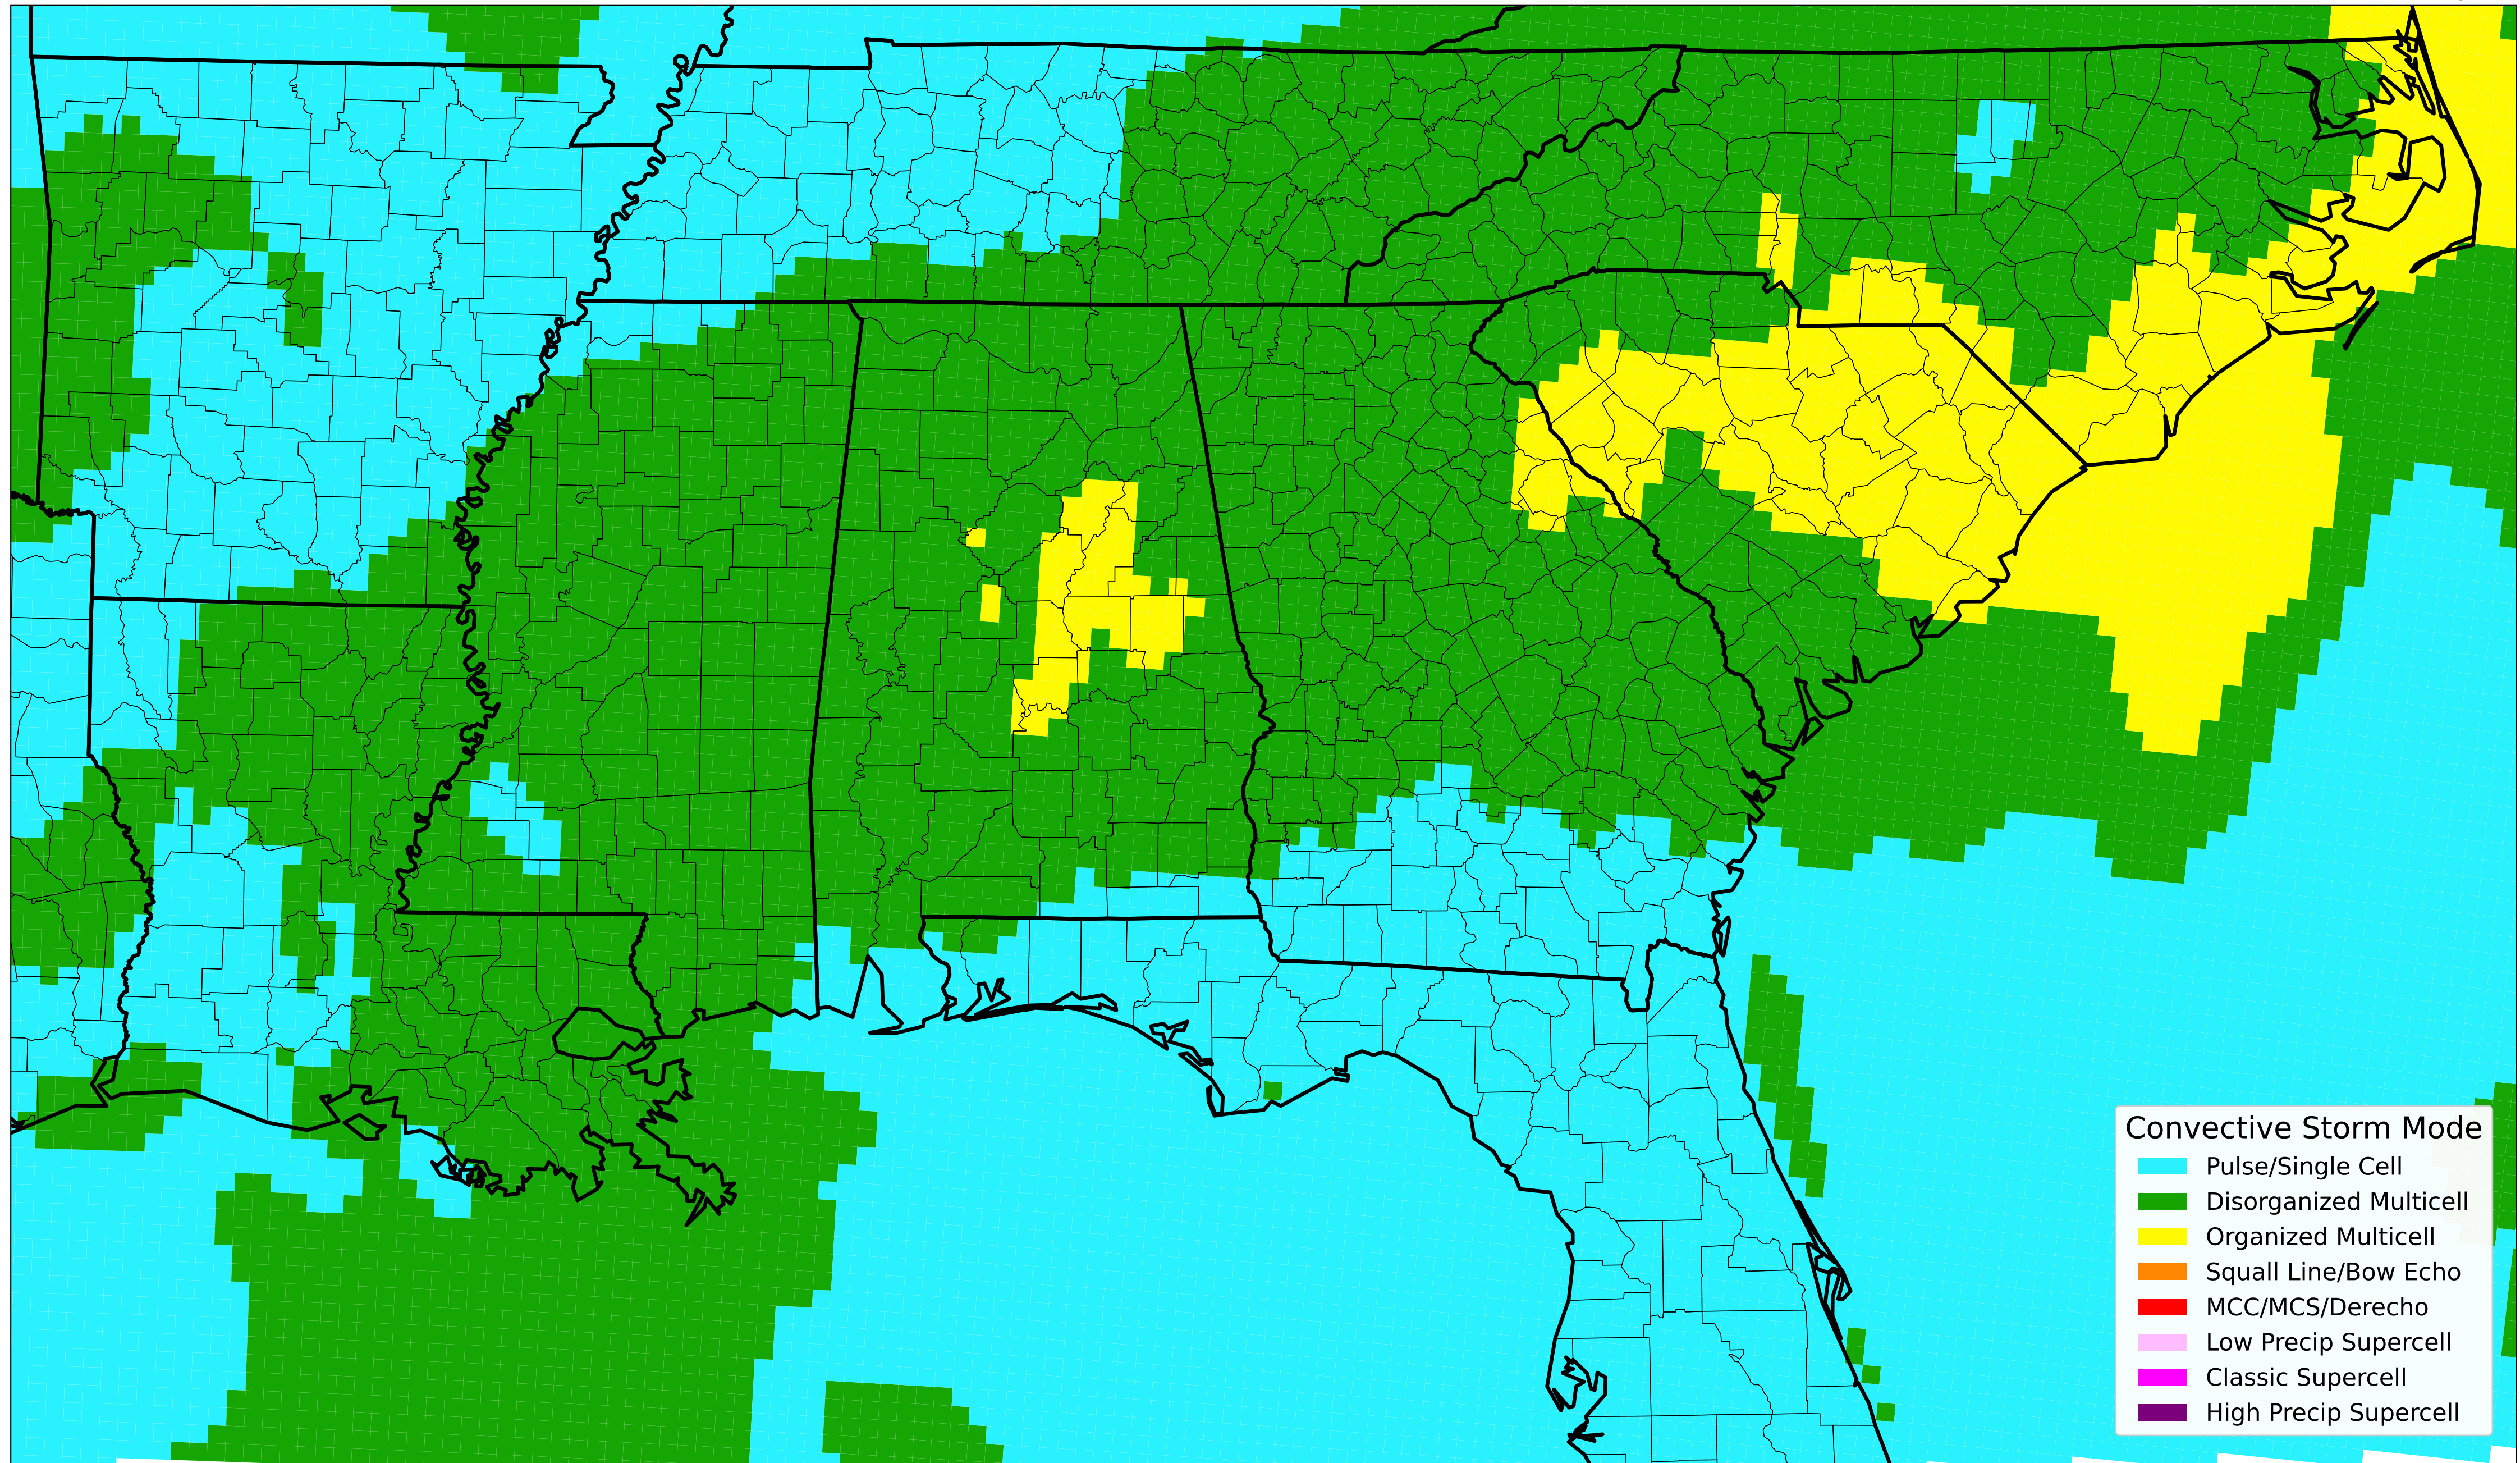 Convective Storm Mode
Pulse/Single Cell
Disorganized Multicell
Organized Multicell
Squall Line/Bow Echo
MCC/MCS/Derecho
Low Precip Supercell
Classic Supercell
High Precip Supercell